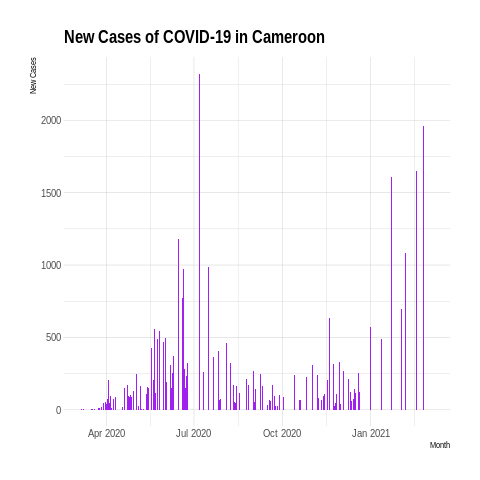 New Cases of COVID-19 in Cameroon
New Cases
2000
1500
1000
500
0
Apr 2020 Jul 2020 Oct 2020 Jan 2021
Month